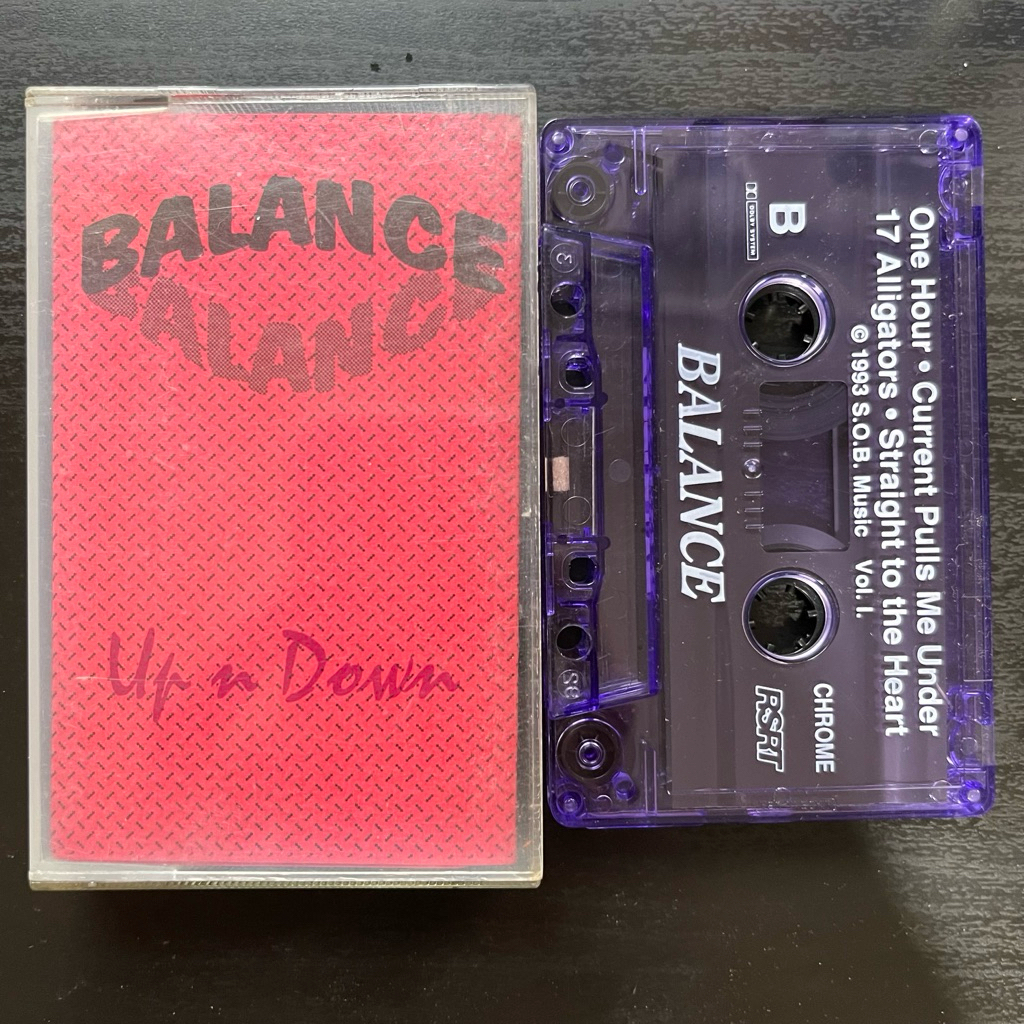 BALANCE
BALANCE
Up n Down
One Hour • Current Pulls Me Under
17 Alligators • Straight to the Heart
© 1993 S.O.B. Music Vol. I.
B
DOLBY SYSTEM
CHROME
RSRT
BALANCE